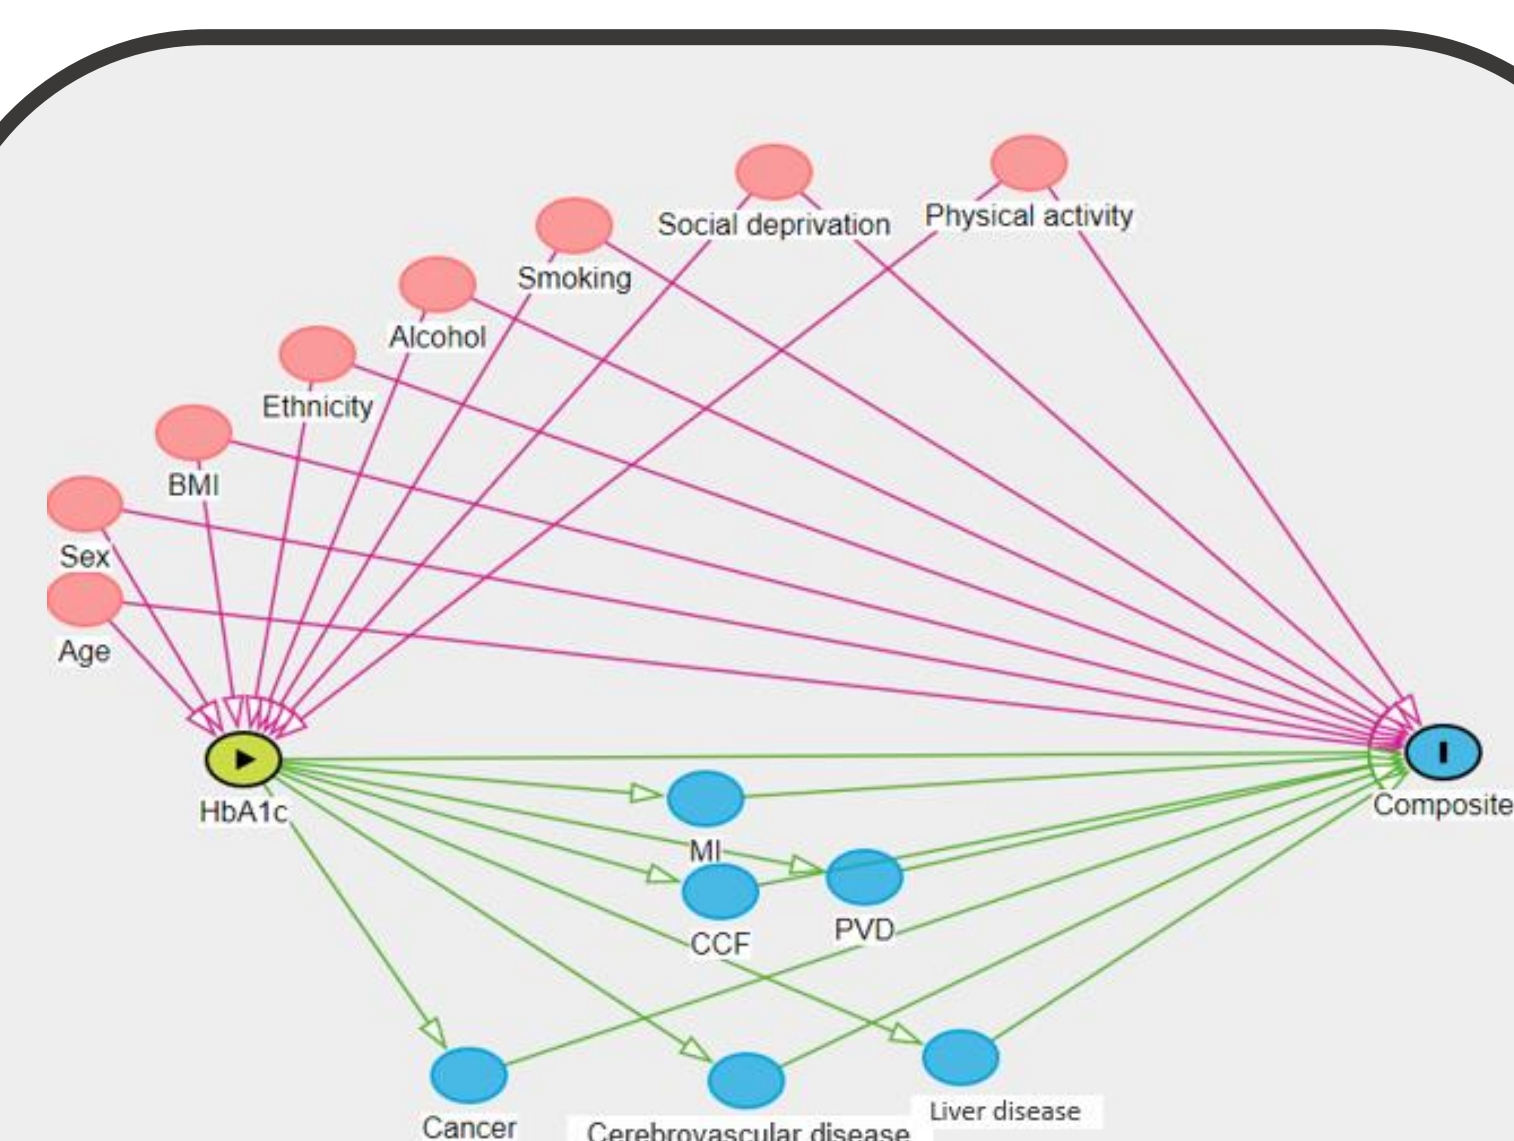 Physical activity
Social deprivation
Smoking
Alcohol
Ethnicity
BMI
Sex
Age
HbA1c
Composite
MI
PVD
CCF
Liver disease
Cancer
Cerebrovascular disease